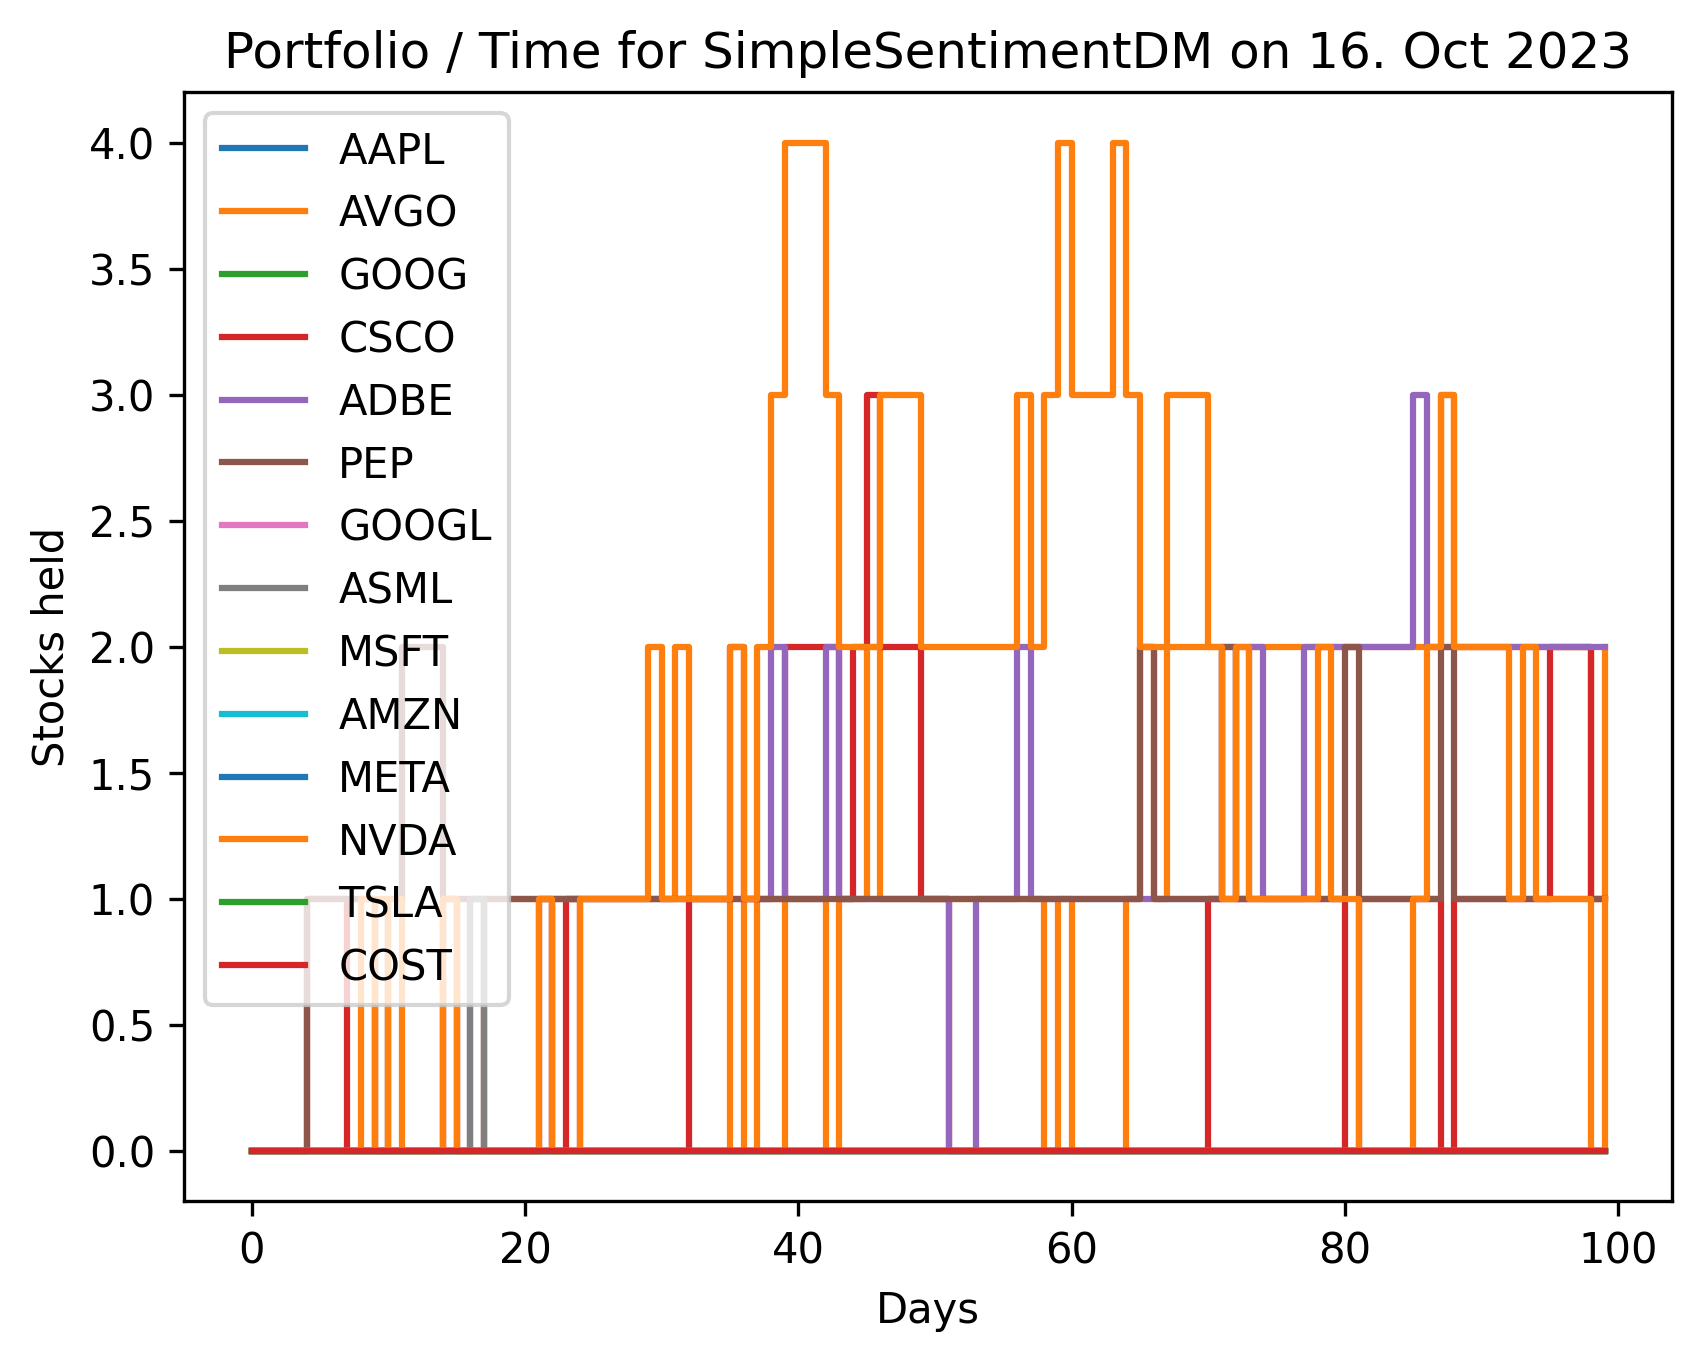 Portfolio / Time for SimpleSentimentDM on 16. Oct 2023
AAPL
AVGO
GOOG
CSCO
ADBE
PEP
GOOGL
ASML
MSFT
AMZN
META
NVDA
TSLA
COST
4.0
3.5
3.0
2.5
2.0
1.5
1.0
0.5
0.0
Stocks held
0 20 40 60 80 100
Days